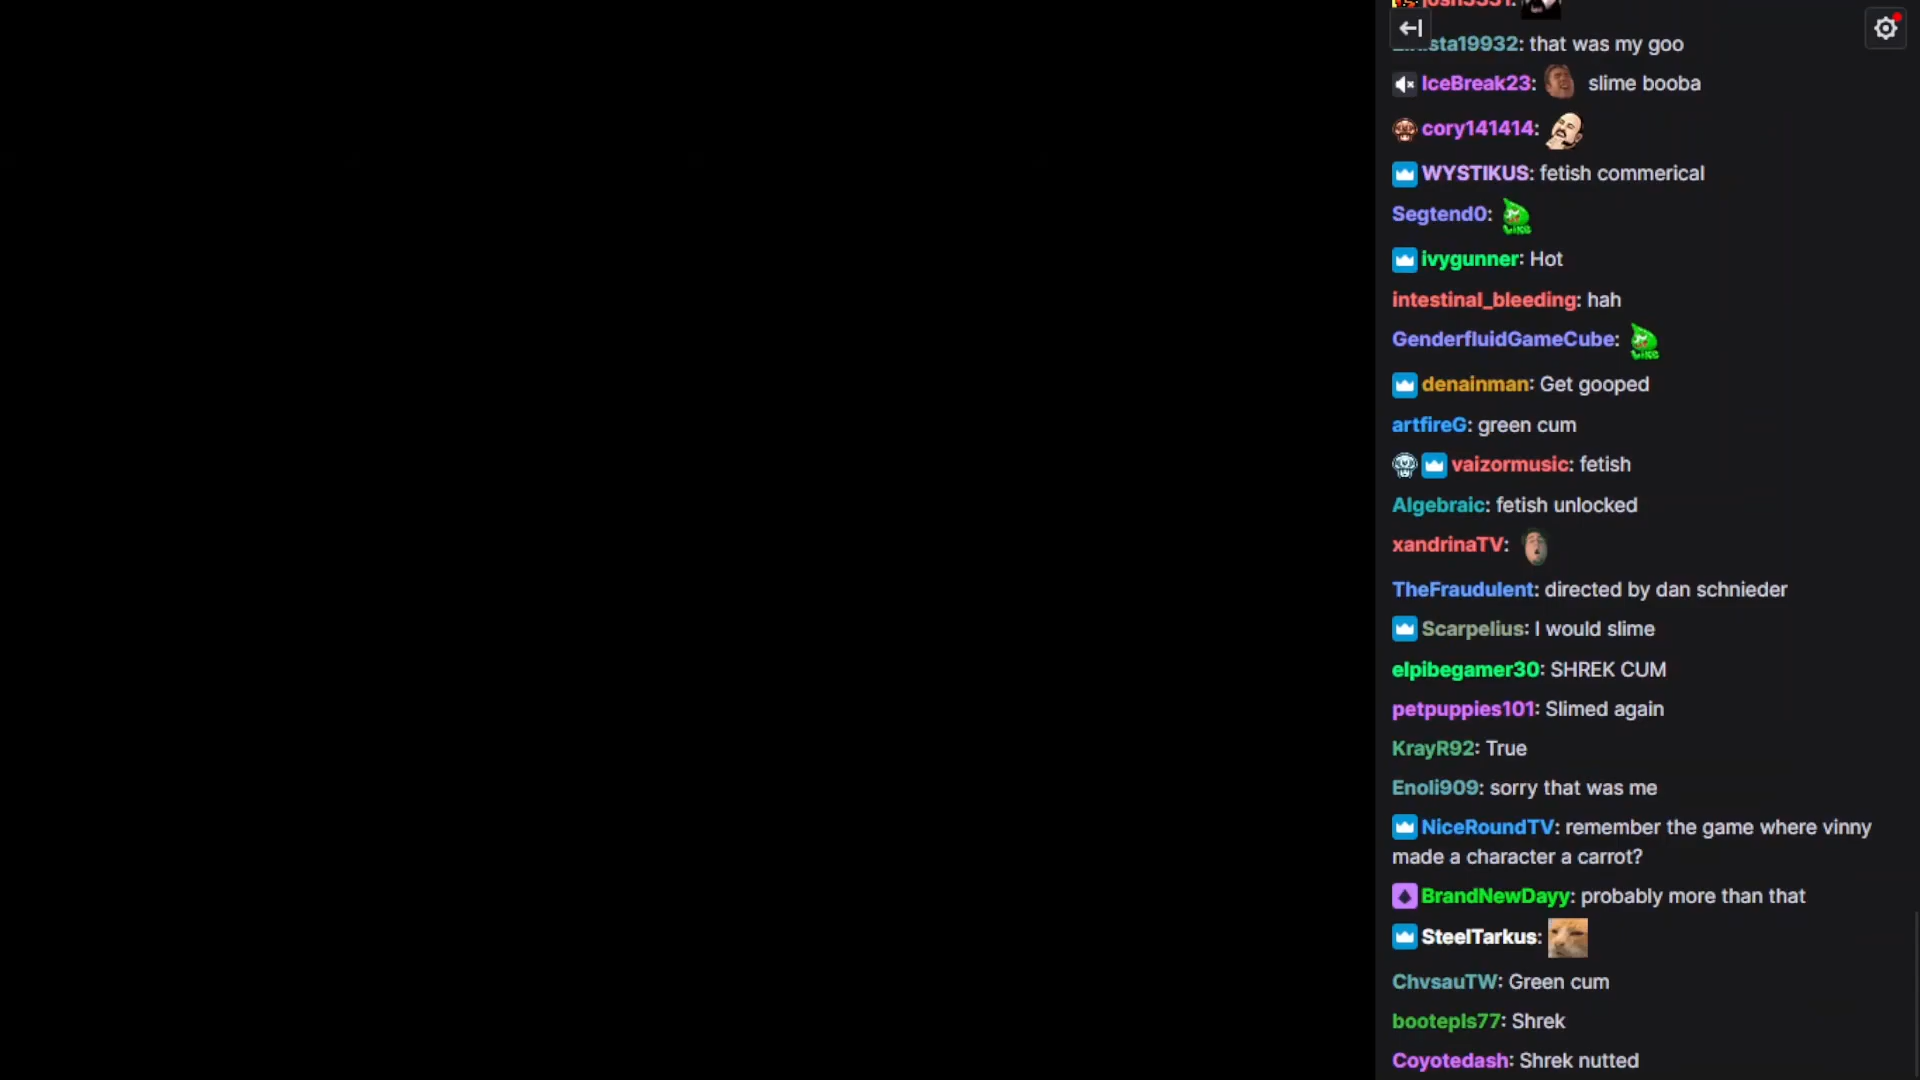 josh5531:
sta19932: that was my goo
IceBreak23: slime booba
cory141414:
WYSTIKUS: fetish commerical
Segtend0:
ivygunner: Hot
intestinal_bleeding: hah
GenderfluidGameCube:
denainman: Get gooped
artfireG: green cum
vaizormusic: fetish
Algebraic: fetish unlocked
xandrinaTV:
TheFraudulent: directed by dan schnieder
Scarpelius: I would slime
elpibegamer30: SHREK CUM
petpuppies101: Slimed again
KrayR92: True
Enoli909: sorry that was me
NiceRoundTV: remember the game where vinny
made a character a carrot?
BrandNewDayy: probably more than that
SteelTarkus:
ChvsauTW: Green cum
bootepls77: Shrek
Coyotedash: Shrek nutted